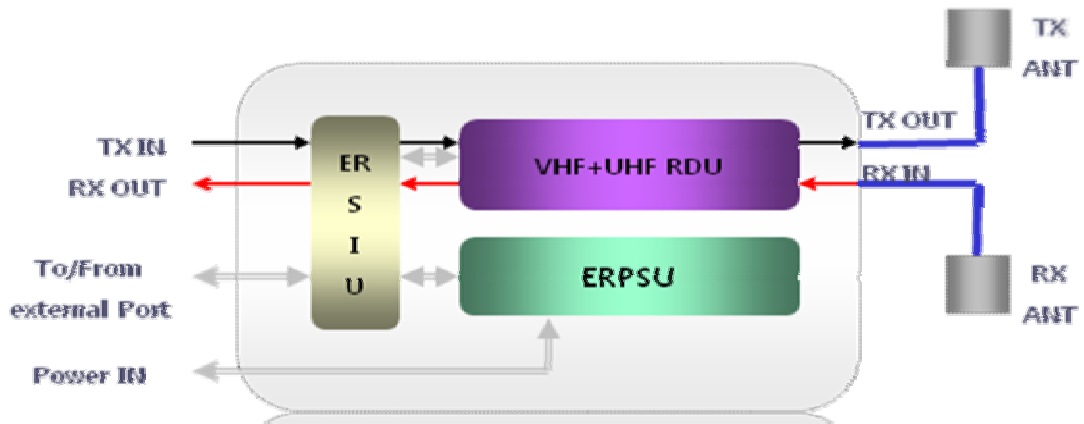 TX
ANT
TX OUT
TX IN
ER
S
I
U
VHF+UHF RDU
RX OUT
RX IN
To/From
external Port
ERPSU
RX
ANT
Power IN